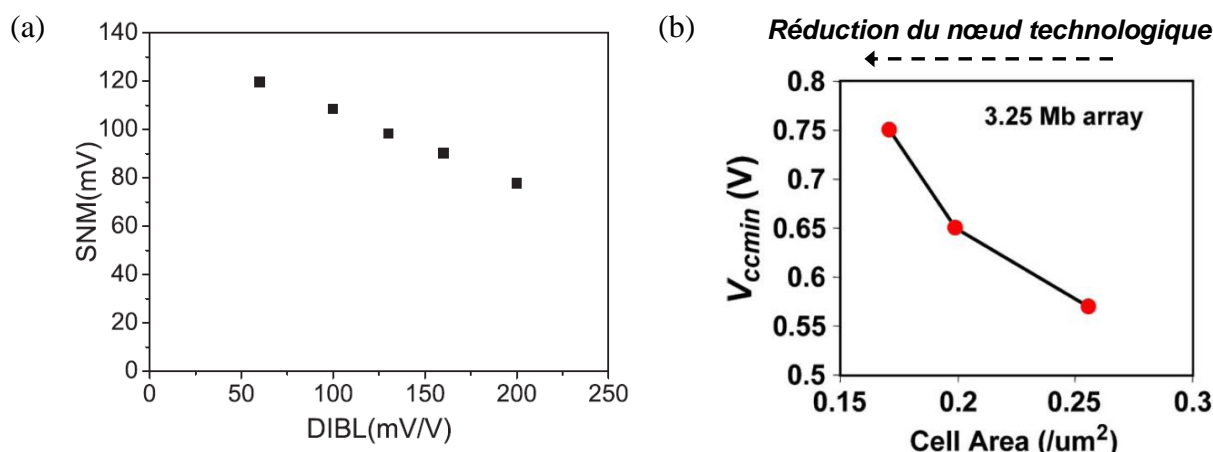 (a)
140
120
100
80
60
40
20
0
SNM(mV)
0 50 100 150 200 250
DIBL(mV/V)
(b)
Réduction du nœud technologique
0.8
0.75
0.7
0.65
0.6
0.55
0.5
Vccmin (V)
3.25 Mb array
0.15 0.2 0.25 0.3
Cell Area (/um²)